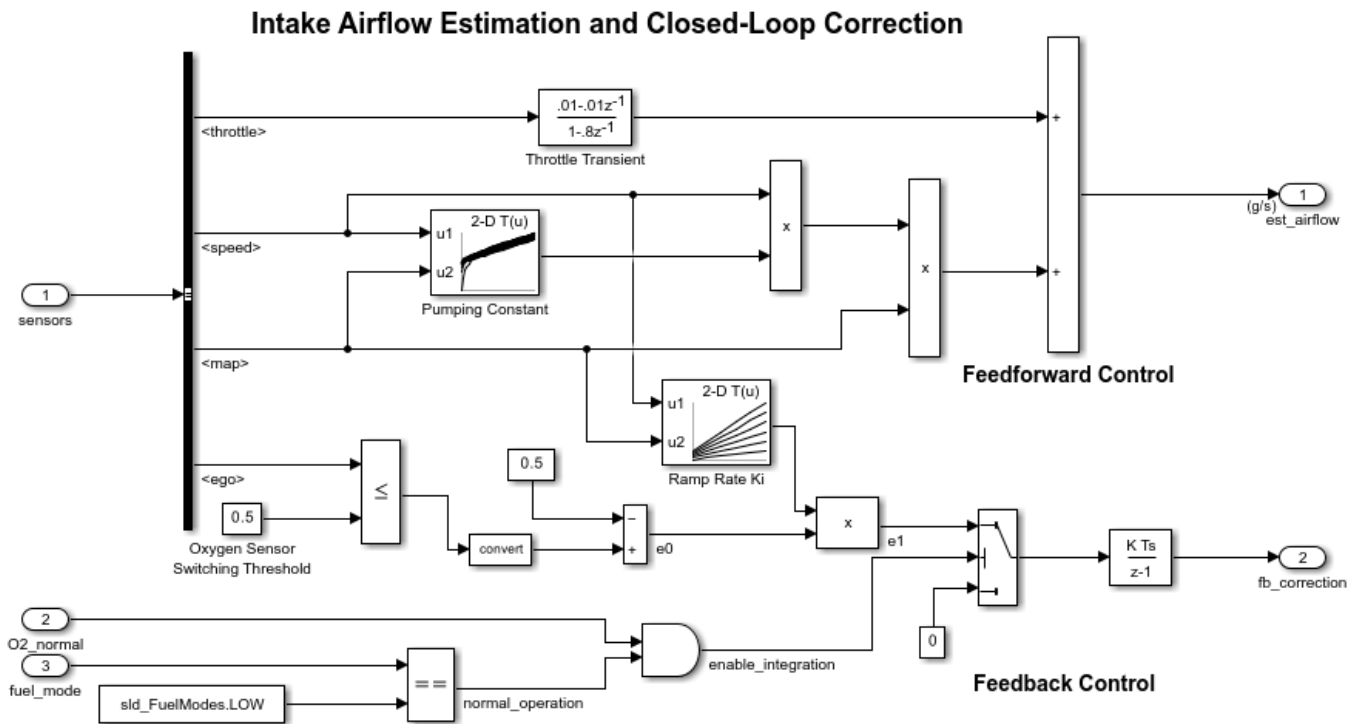 Intake Airflow Estimation and Closed-Loop Correction
.01-.01z-1
1-.8z-1
<throttle>
Throttle Transient
+
1
(g/s)
est_airflow
2-D T(u)
u1
u2
x
<speed>
Pumping Constant
x
+
1
sensors
<map>
Feedforward Control
2-D T(u)
u1
u2
Ramp Rate Ki
<ego>
≤
0.5
0.5
Oxygen Sensor
Switching Threshold
convert
−
+
e0
x
e1
K Ts
z-1
2
fb_correction
2
O2_normal
3
fuel_mode
0
enable_integration
==
normal_operation
sld_FuelModes.LOW
Feedback Control